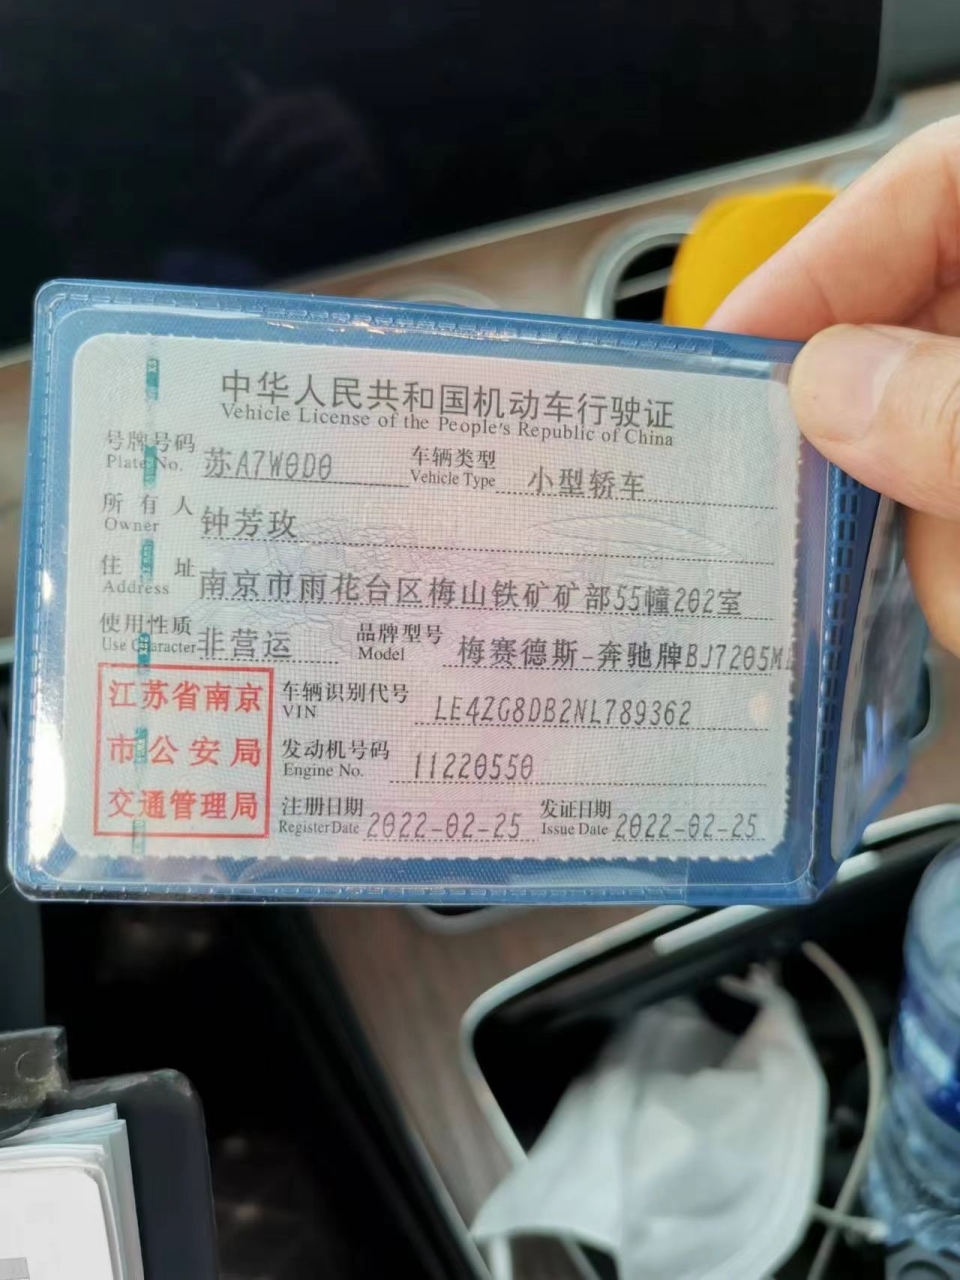 中华人民共和国机动车行驶证
Vehicle License of the People's Republic of China
号牌号码 苏A7W0D0 车辆类型 小型轿车
Plate No. Vehicle Type
所有人 钟芳玫
Owner
住址 南京市雨花台区梅山铁矿矿部55幢202室
Address
使用性质 非营运 品牌型号 梅赛德斯-奔驰牌BJ7205M
Use Character Model
江苏省南京
市公安局
交通管理局
车辆识别代号 LE4ZG8DB2NL789362
VIN
发动机号码 11220550
Engine No.
注册日期 2022-02-25 发证日期 2022-02-25
Register Date Issue Date